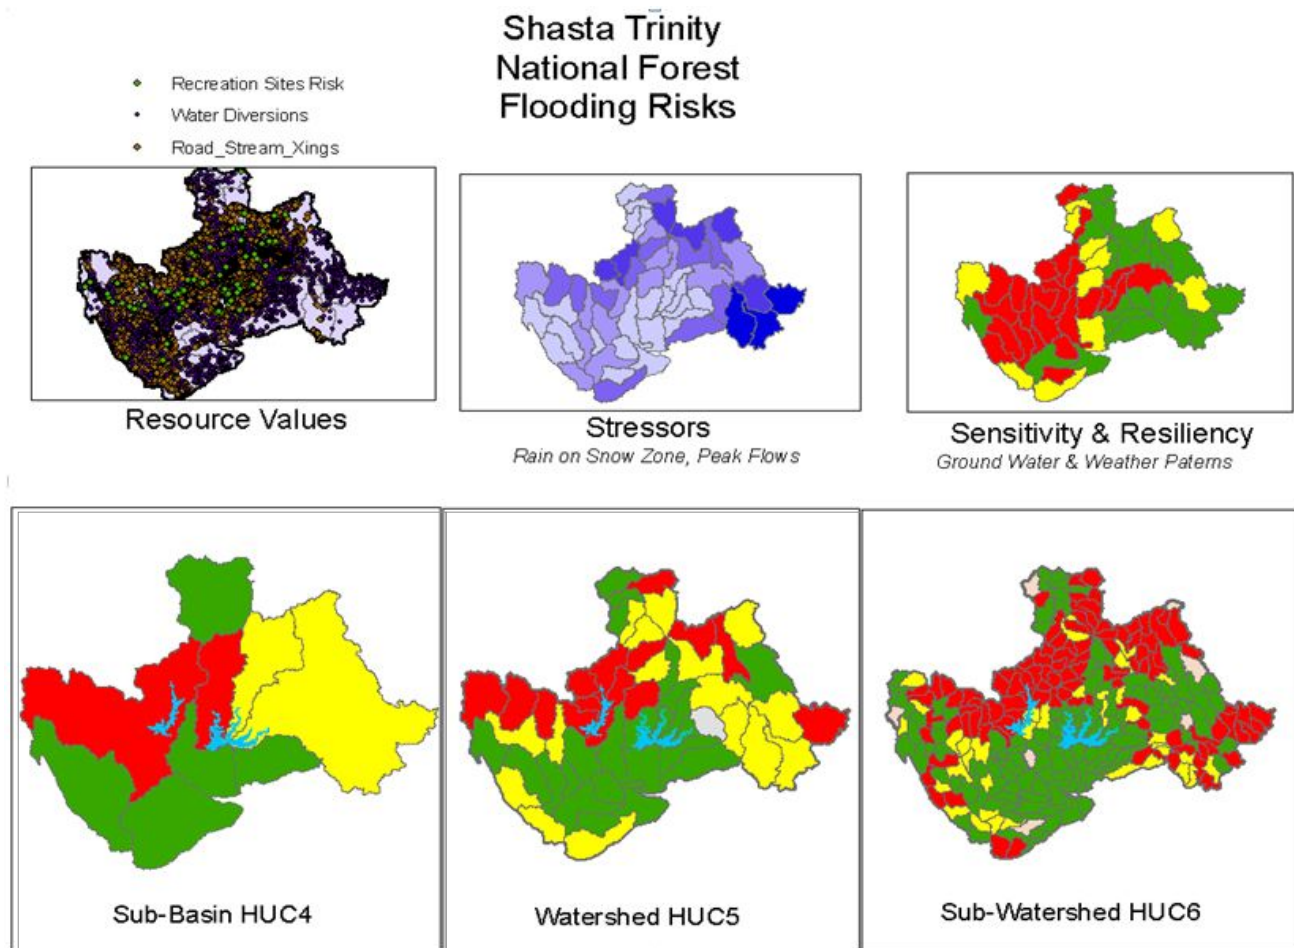 Shasta Trinity
National Forest
Flooding Risks
Recreation Sites Risk
Water Diversions
Road_Stream_Xings
Resource Values
Stressors
Rain on Snow Zone, Peak Flows
Sensitivity & Resiliency
Ground Water & Weather Paterns
Sub-Basin HUC4
Watershed HUC5
Sub-Watershed HUC6